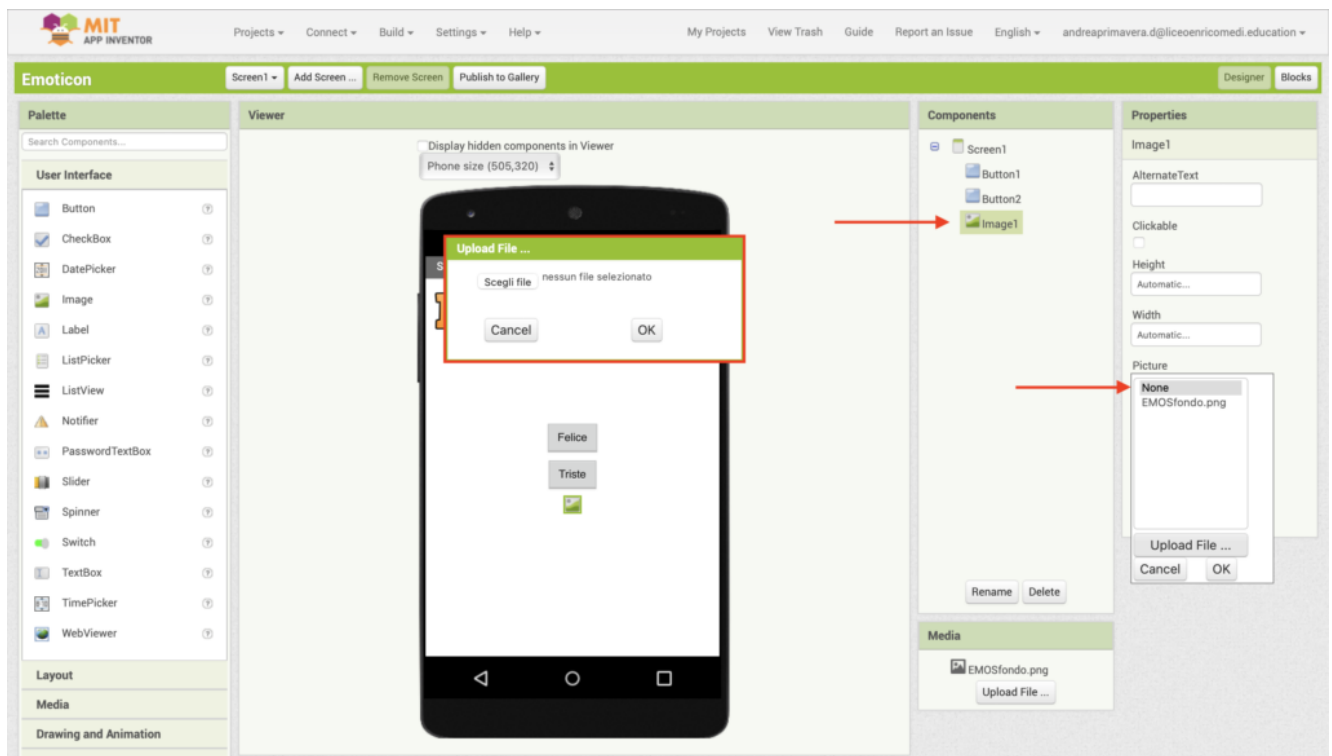 MIT
APP INVENTOR
Projects Connect Build Settings Help My Projects View Trash Guide Report an Issue English andreaprimavera.d@liceoenricomedi.education
Emoticon Screen1 Add Screen ... Remove Screen Publish to Gallery Designer Blocks
Palette
Search Components...
User Interface
Button
CheckBox
DatePicker
Image
Label
ListPicker
ListView
Notifier
PasswordTextBox
Slider
Spinner
Switch
TextBox
TimePicker
WebViewer
Layout
Media
Drawing and Animation
Viewer
Display hidden components in Viewer
Phone size (505,320)
S
Upload File ...
Scegli file nessun file selezionato
Cancel OK
Felice
Triste
Components
Screen1
Button1
Button2
Image1
Rename Delete
Media
EMOSfondo.png
Upload File ...
Properties
Image1
AlternateText
Clickable
Height
Automatic...
Width
Automatic...
Picture
None
EMOSfondo.png
Upload File ...
Cancel OK